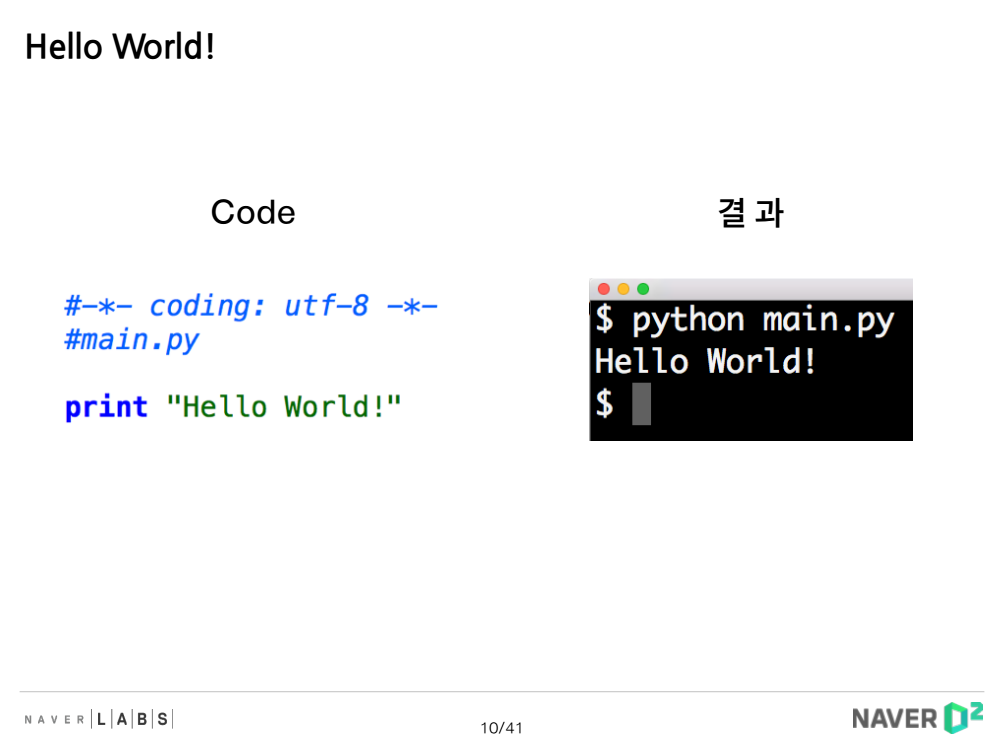 Hello World!
Code
결 과
#-*- coding: utf-8 -*-
#main.py
print "Hello World!"
$ python main.py
Hello World!
$
NAVER |L|A|B|S|
10/41
NAVER D2